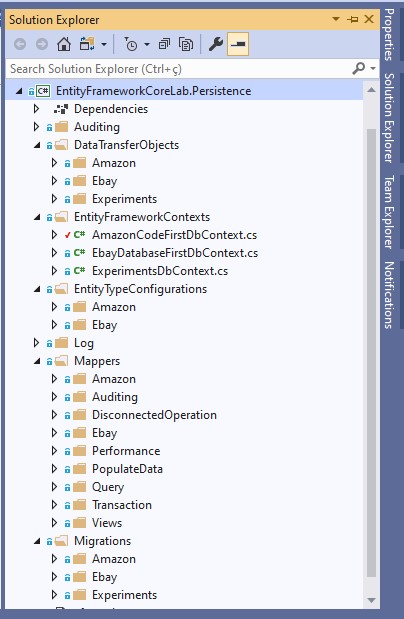 Solution Explorer
Search Solution Explorer (Ctrl+ç)
C# EntityFrameworkCoreLab.Persistence
Dependencies
Auditing
DataTransferObjects
Amazon
Ebay
Experiments
EntityFrameworkContexts
C# AmazonCodeFirstDbContext.cs
C# EbayDatabaseFirstDbContext.cs
C# ExperimentsDbContext.cs
EntityTypeConfigurations
Amazon
Ebay
Log
Mappers
Amazon
Auditing
DisconnectedOperation
Ebay
Performance
PopulateData
Query
Transaction
Views
Migrations
Amazon
Ebay
Experiments
Properties
Solution Explorer
Team Explorer
Notifications